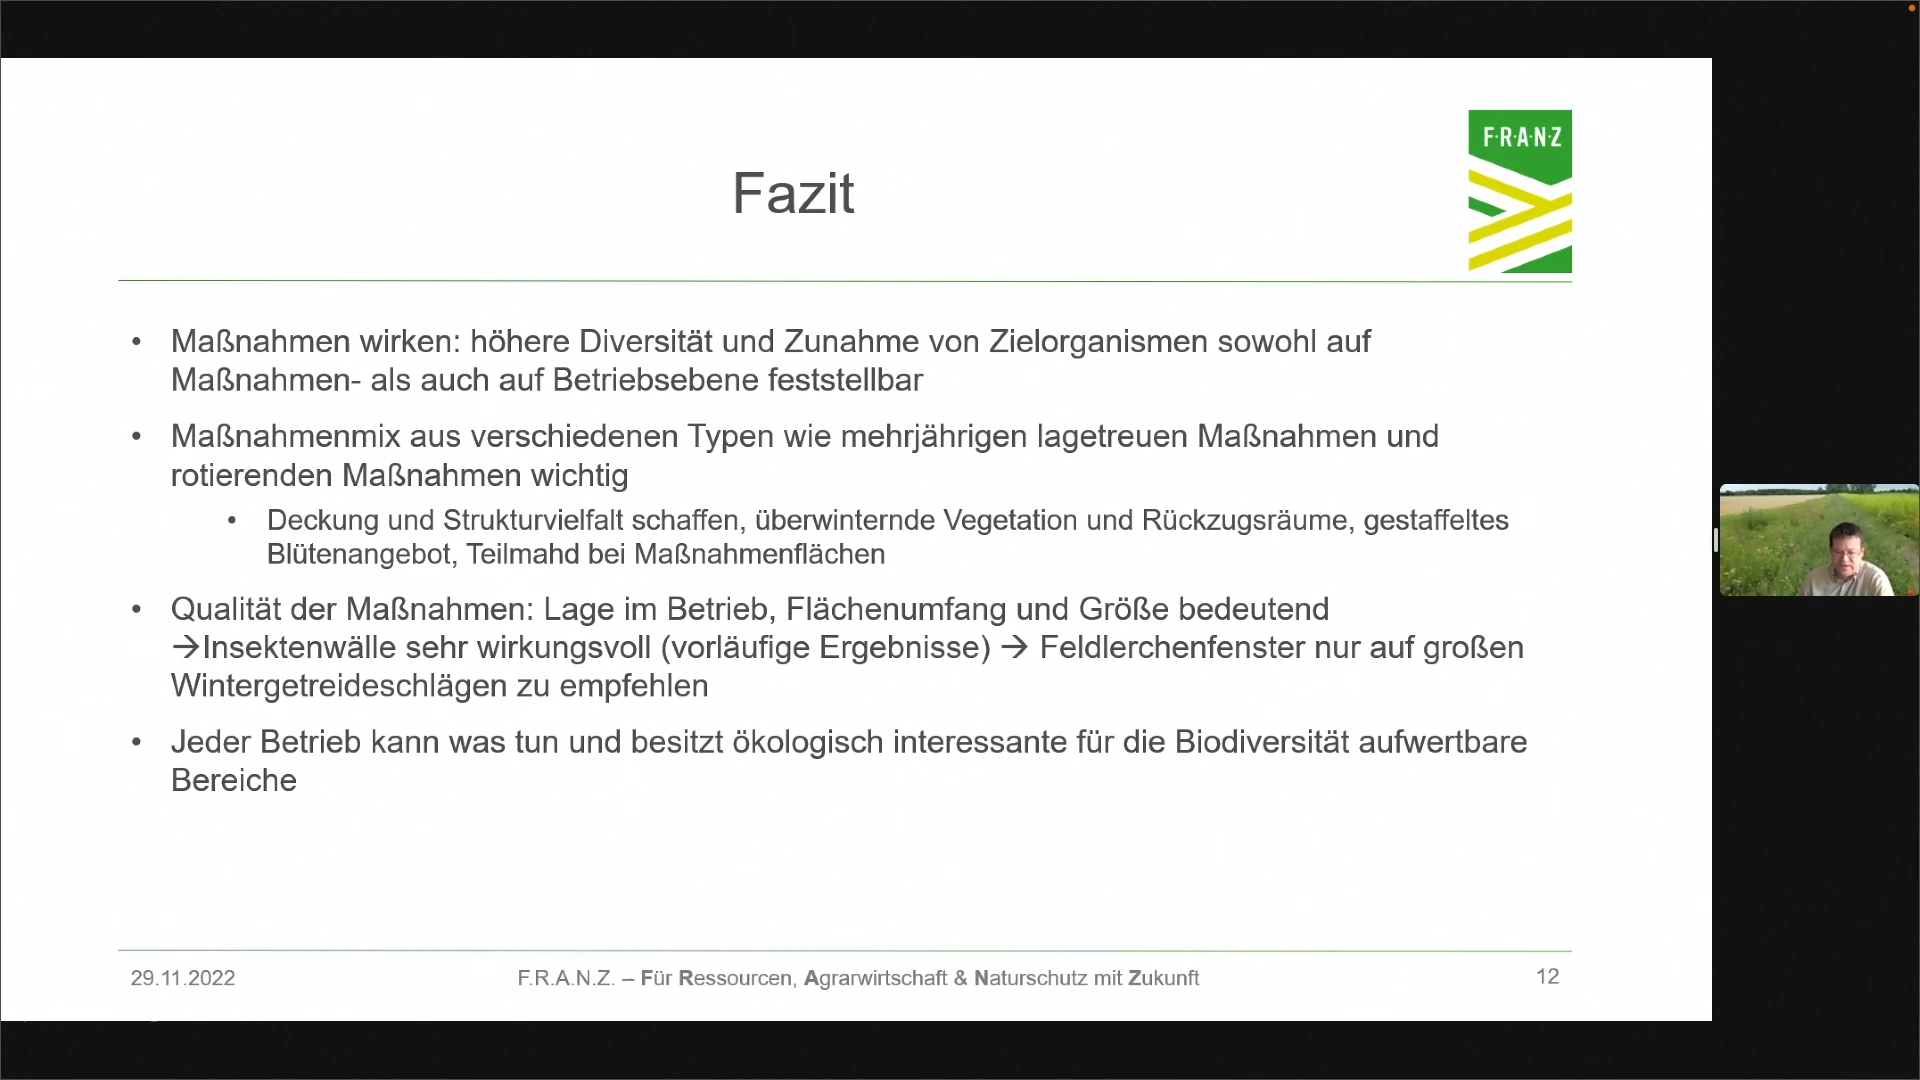 F·R·A·N·Z
Fazit
• Maßnahmen wirken: höhere Diversität und Zunahme von Zielorganismen sowohl auf
Maßnahmen- als auch auf Betriebsebene feststellbar
• Maßnahmenmix aus verschiedenen Typen wie mehrjährigen lagetreuen Maßnahmen und
rotierenden Maßnahmen wichtig
• Deckung und Strukturvielfalt schaffen, überwinternde Vegetation und Rückzugsräume, gestaffeltes
Blütenangebot, Teilmahd bei Maßnahmenflächen
• Qualität der Maßnahmen: Lage im Betrieb, Flächenumfang und Größe bedeutend
→Insektenwälle sehr wirkungsvoll (vorläufige Ergebnisse) → Feldlerchenfenster nur auf großen
Wintergetreideschlägen zu empfehlen
• Jeder Betrieb kann was tun und besitzt ökologisch interessante für die Biodiversität aufwertbare
Bereiche
29.11.2022 F.R.A.N.Z. – Für Ressourcen, Agrarwirtschaft & Naturschutz mit Zukunft 12